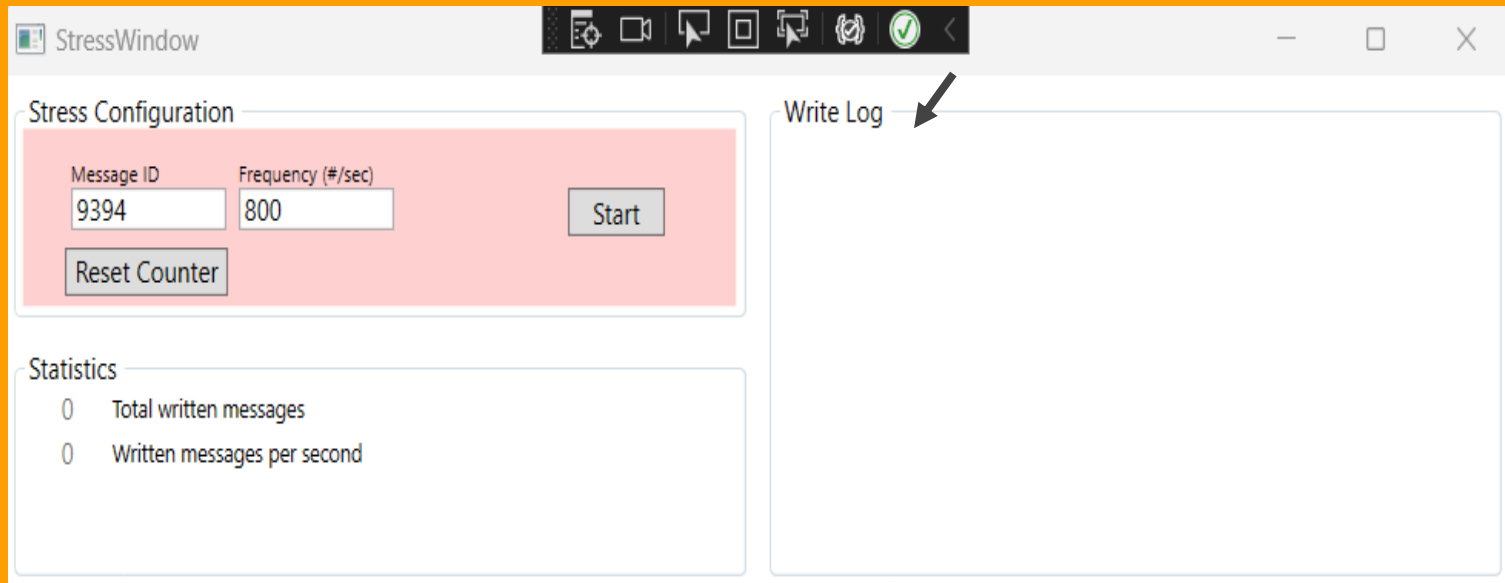 StressWindow
Stress Configuration
Message ID
Frequency (#/sec)
9394
800
Start
Reset Counter
Statistics
0 Total written messages
0 Written messages per second
Write Log